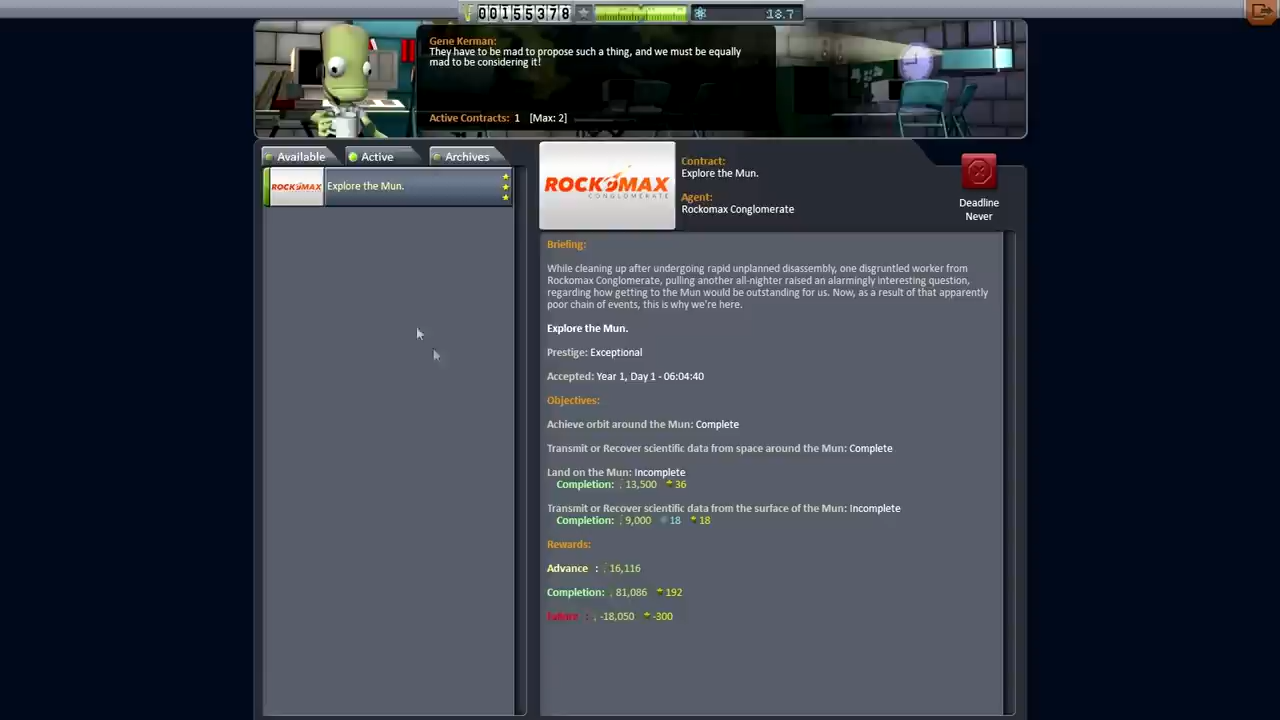 00155378
18.7
Gene Kerman:
They have to be mad to propose such a thing, and we must be equally
mad to be considering it!
Active Contracts: 1 [Max: 2]
Available
Active
Archives
ROCKOMAX
Explore the Mun.
ROCKOMAX
CONGLOMERATE
Contract:
Explore the Mun.
Agent:
Rockomax Conglomerate
Deadline
Never
Briefing:
While cleaning up after undergoing rapid unplanned disassembly, one disgruntled worker from
Rockomax Conglomerate, pulling another all-nighter raised an alarmingly interesting question,
regarding how getting to the Mun would be outstanding for us. Now, as a result of that apparently
poor chain of events, this is why we're here.
Explore the Mun.
Prestige: Exceptional
Accepted: Year 1, Day 1 - 06:04:40
Objectives:
Achieve orbit around the Mun: Complete
Transmit or Recover scientific data from space around the Mun: Complete
Land on the Mun: Incomplete
Completion: 13,500 36
Transmit or Recover scientific data from the surface of the Mun: Incomplete
Completion: 9,000 18 18
Rewards:
Advance : 16,116
Completion: 81,086 192
Failure : -18,050 -300